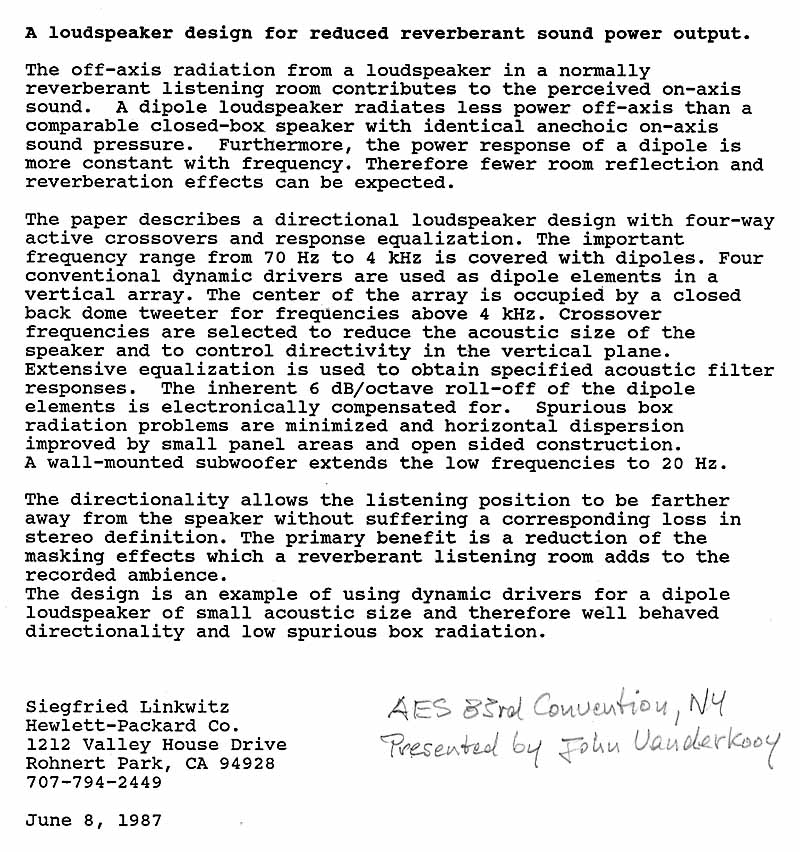 A loudspeaker design for reduced reverberant sound power output.
The off-axis radiation from a loudspeaker in a normally
reverberant listening room contributes to the perceived on-axis
sound.  A dipole loudspeaker radiates less power off-axis than a
comparable closed-box speaker with identical anechoic on-axis
sound pressure.  Furthermore, the power response of a dipole is
more constant with frequency. Therefore fewer room reflection and
reverberation effects can be expected.
The paper describes a directional loudspeaker design with four-way
active crossovers and response equalization. The important
frequency range from 70 Hz to 4 kHz is covered with dipoles. Four
conventional dynamic drivers are used as dipole elements in a
vertical array. The center of the array is occupied by a closed
back dome tweeter for frequencies above 4 kHz. Crossover
frequencies are selected to reduce the acoustic size of the
speaker and to control directivity in the vertical plane.
Extensive equalization is used to obtain specified acoustic filter
responses.  The inherent 6 dB/octave roll-off of the dipole
elements is electronically compensated for.  Spurious box
radiation problems are minimized and horizontal dispersion
improved by small panel areas and open sided construction.
A wall-mounted subwoofer extends the low frequencies to 20 Hz.
The directionality allows the listening position to be farther
away from the speaker without suffering a corresponding loss in
stereo definition. The primary benefit is a reduction of the
masking effects which a reverberant listening room adds to the
recorded ambience.
The design is an example of using dynamic drivers for a dipole
loudspeaker of small acoustic size and therefore well behaved
directionality and low spurious box radiation.
Siegfried Linkwitz
Hewlett-Packard Co.
1212 Valley House Drive
Rohnert Park, CA 94928
707-794-2449
June 8, 1987
AES 83rd Convention, NY
Presented by John Vanderkooy